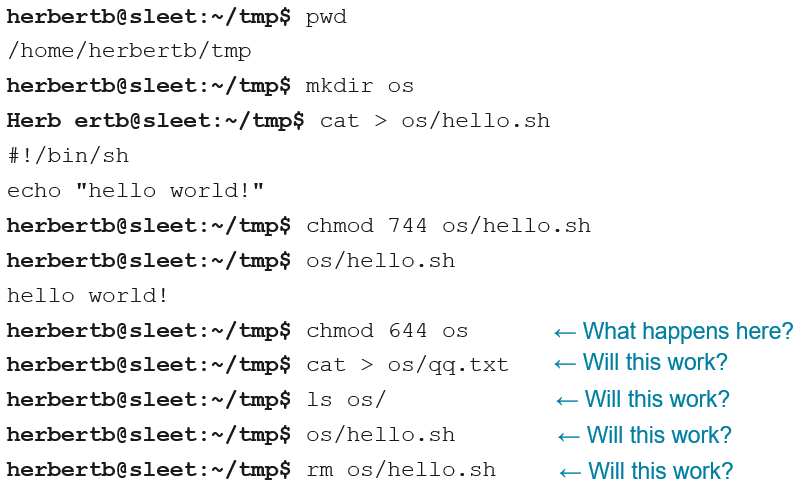 herbertb@sleet:~/tmp$ pwd
/home/herbertb/tmp
herbertb@sleet:~/tmp$ mkdir os
Herb ertb@sleet:~/tmp$ cat > os/hello.sh
#!/bin/sh
echo "hello world!"
herbertb@sleet:~/tmp$ chmod 744 os/hello.sh
herbertb@sleet:~/tmp$ os/hello.sh
hello world!
herbertb@sleet:~/tmp$ chmod 644 os ← What happens here?
herbertb@sleet:~/tmp$ cat > os/qq.txt ← Will this work?
herbertb@sleet:~/tmp$ ls os/ ← Will this work?
herbertb@sleet:~/tmp$ os/hello.sh ← Will this work?
herbertb@sleet:~/tmp$ rm os/hello.sh ← Will this work?